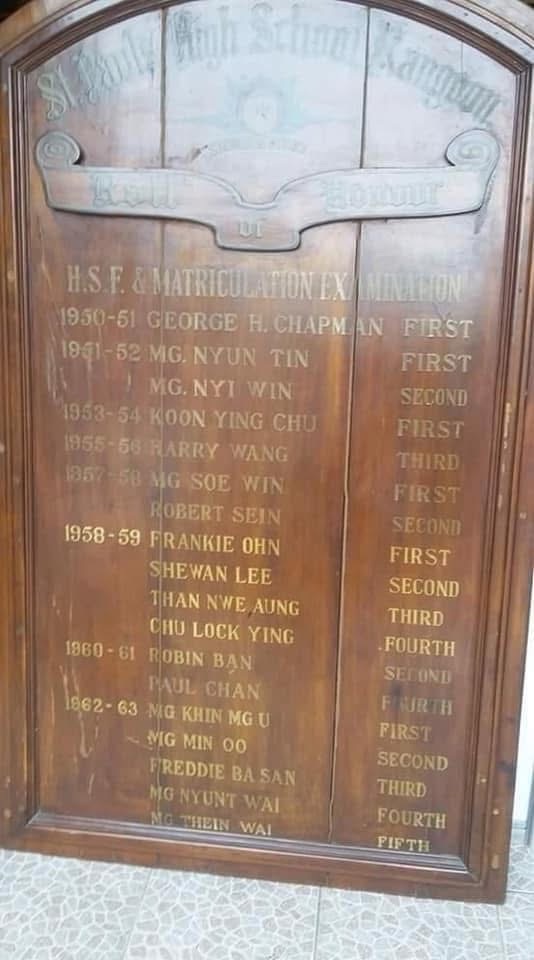 St. Paul's High School Rangoon
Roll of Honour
H.S.F. & MATRICULATION EXAMINATION
1950-51 GEORGE H. CHAPMAN FIRST
1951-52 MG. NYUN TIN FIRST
MG. NYI WIN SECOND
1953-54 KOON YING CHU FIRST
1955-56 HARRY WANG THIRD
1957-58 MG SOE WIN FIRST
ROBERT SEIN SECOND
1958-59 FRANKIE OHN FIRST
SHEWAN LEE SECOND
THAN NWE AUNG THIRD
CHU LOCK YING FOURTH
1960-61 ROBIN BAN SECOND
PAUL CHAN FOURTH
1962-63 MG KHIN MG U FIRST
MG MIN OO SECOND
FREDDIE BA SAN THIRD
MG NYUNT WAI FOURTH
MG THEIN WAI FIFTH